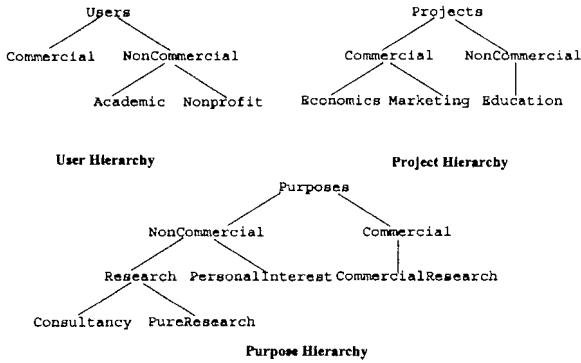 Users Projects
Commercial NonCommercial Commercial NonCommercial
Academic Nonprofit Economics Marketing Education
User Hierarchy Project Hierarchy
Purposes
NonCommercial Commercial
Research PersonalInterest CommercialResearch
Consultancy PureResearch
Purpose Hierarchy